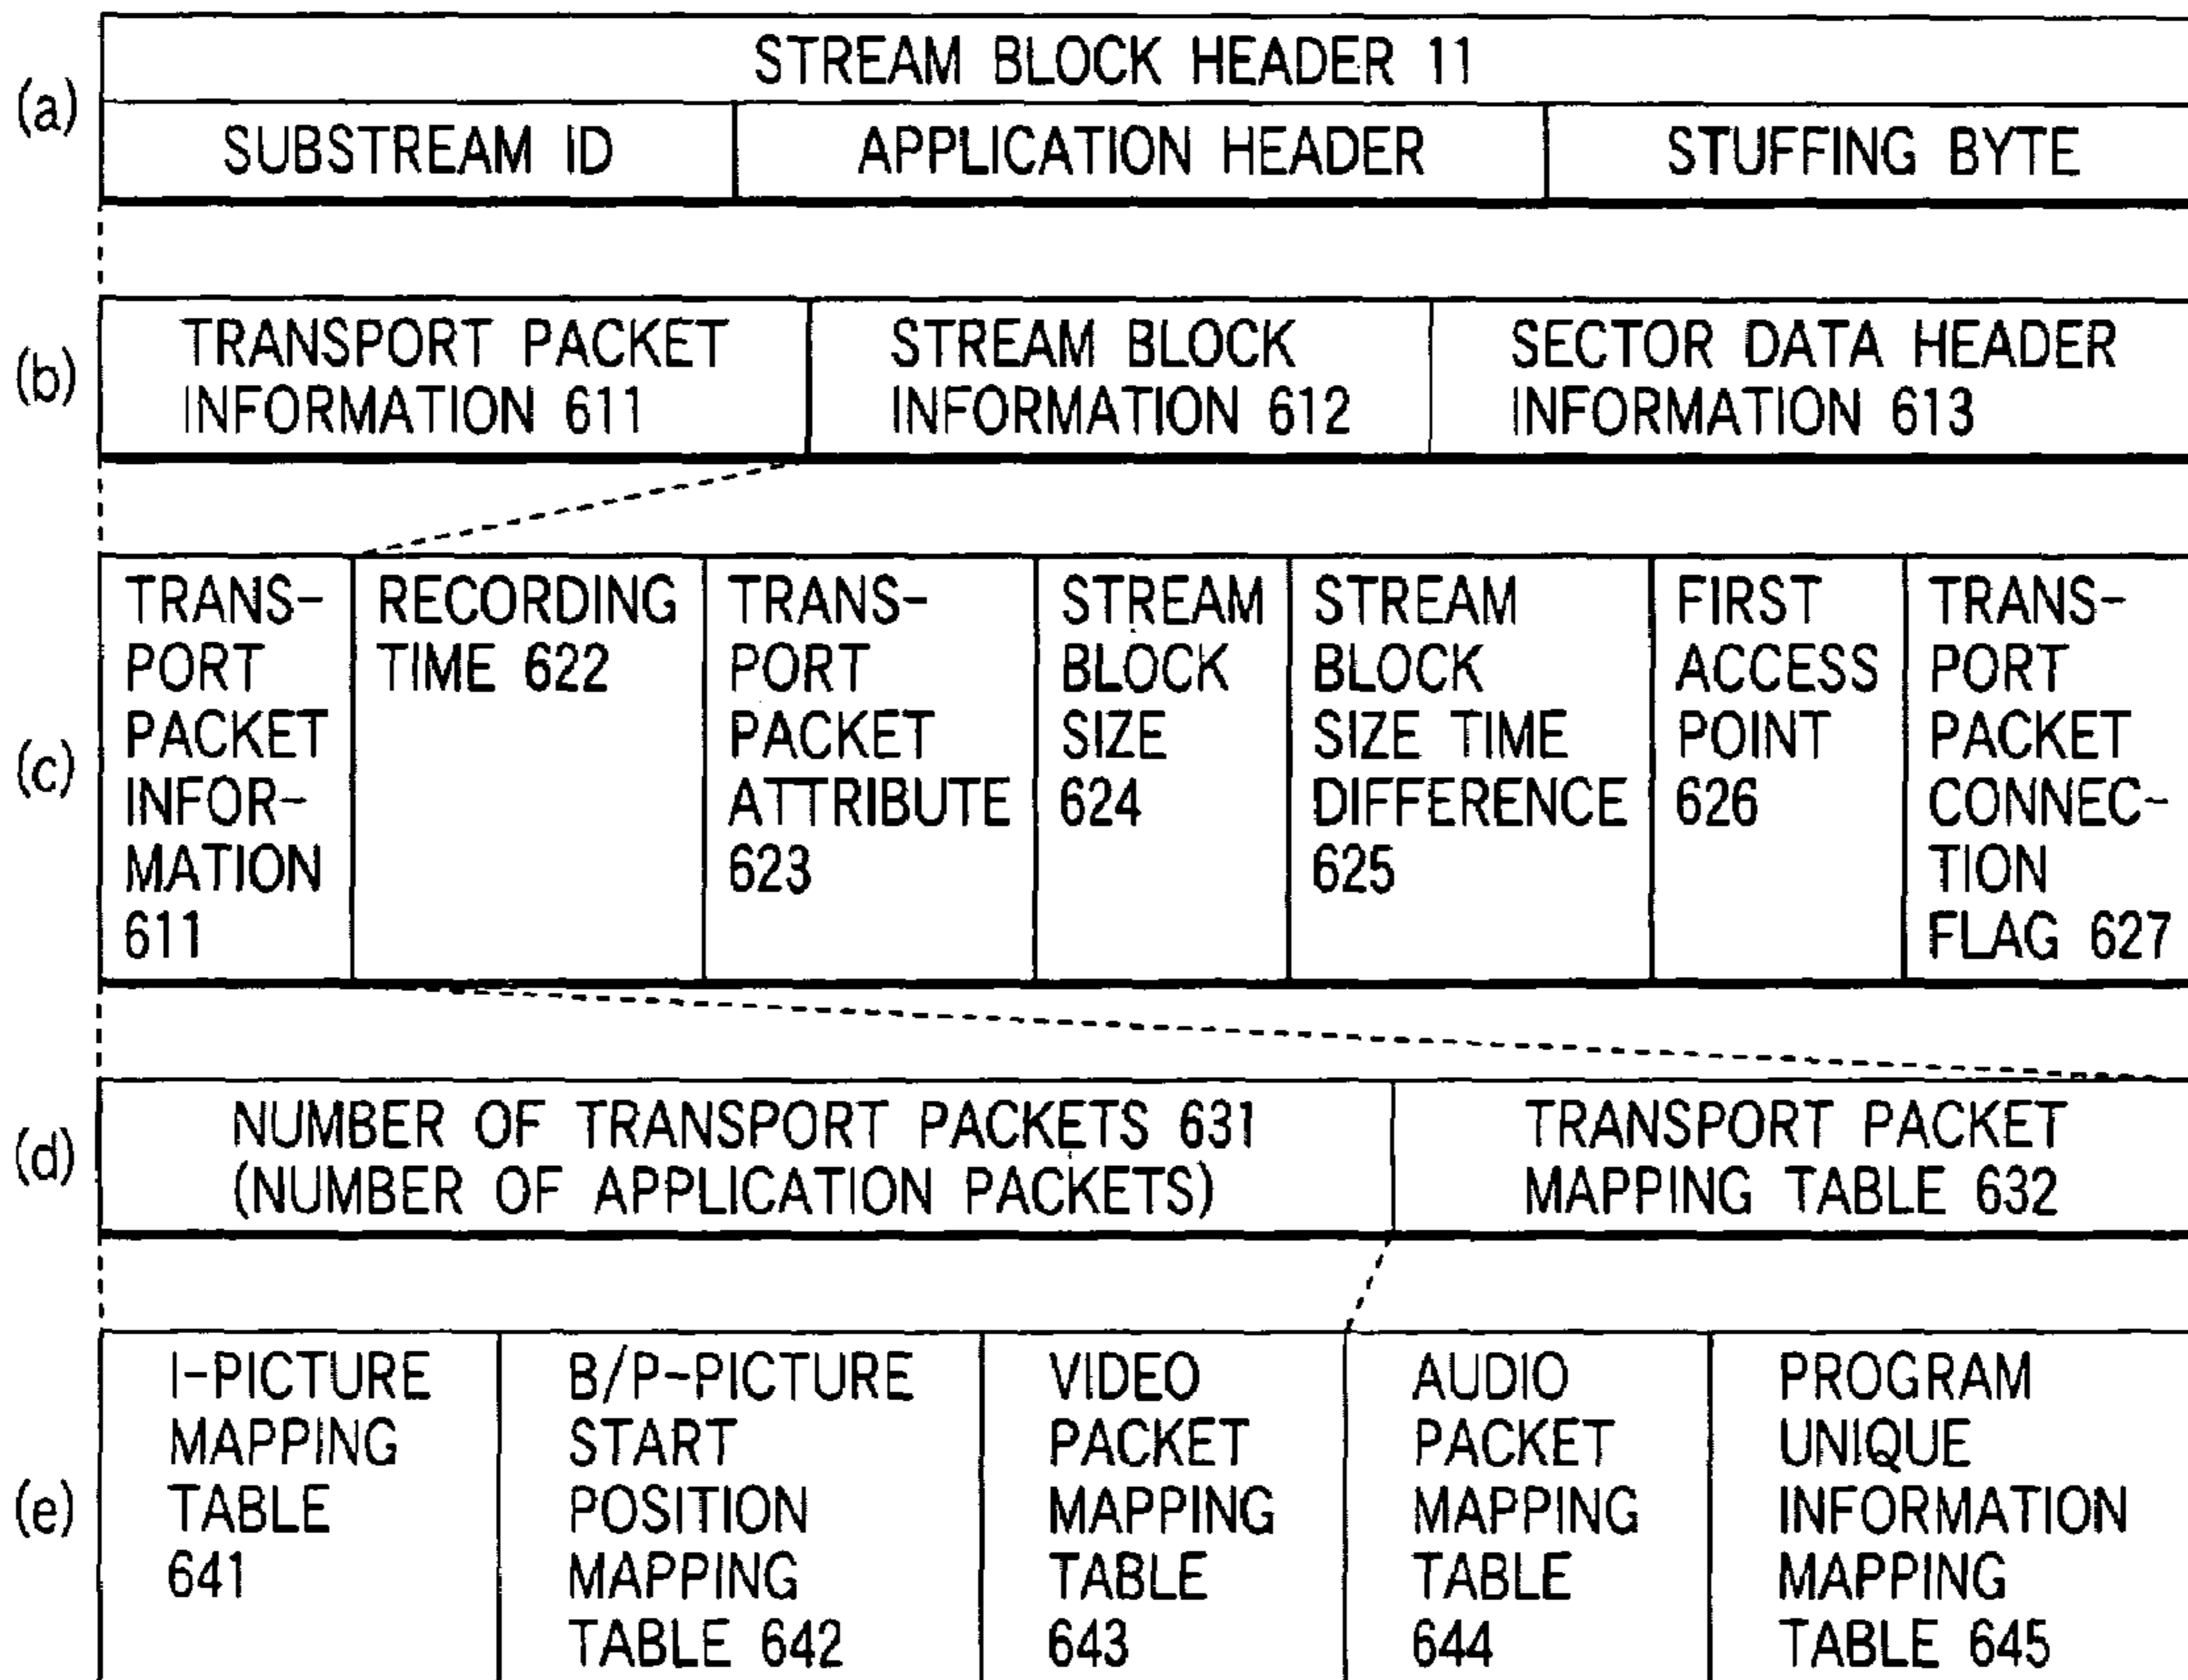 (a)
STREAM BLOCK HEADER 11
SUBSTREAM ID
APPLICATION HEADER
STUFFING BYTE
(b)
TRANSPORT PACKET
INFORMATION 611
STREAM BLOCK
INFORMATION 612
SECTOR DATA HEADER
INFORMATION 613
(c)
TRANS-
PORT
PACKET
INFOR-
MATION
611
RECORDING
TIME 622
TRANS-
PORT
PACKET
ATTRIBUTE
623
STREAM
BLOCK
SIZE
624
STREAM
BLOCK
SIZE TIME
DIFFERENCE
625
FIRST
ACCESS
POINT
626
TRANS-
PORT
PACKET
CONNEC-
TION
FLAG 627
(d)
NUMBER OF TRANSPORT PACKETS 631
(NUMBER OF APPLICATION PACKETS)
TRANSPORT PACKET
MAPPING TABLE 632
(e)
I-PICTURE
MAPPING
TABLE
641
B/P-PICTURE
START
POSITION
MAPPING
TABLE 642
VIDEO
PACKET
MAPPING
TABLE
643
AUDIO
PACKET
MAPPING
TABLE
644
PROGRAM
UNIQUE
INFORMATION
MAPPING
TABLE 645